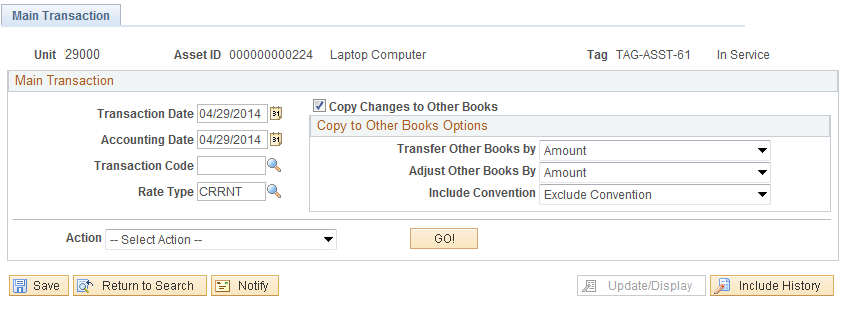 Main Transaction
Unit 29000 Asset ID 000000000224 Laptop Computer Tag TAG-ASST-61 In Service
Main Transaction
Transaction Date 04/29/2014 31
Copy Changes to Other Books
Accounting Date 04/29/2014 31
Copy to Other Books Options
Transaction Code
Transfer Other Books by Amount
Rate Type CRRNT
Adjust Other Books By Amount
Include Convention Exclude Convention
Action -- Select Action -- GO!
Save Return to Search Notify Update/Display Include History